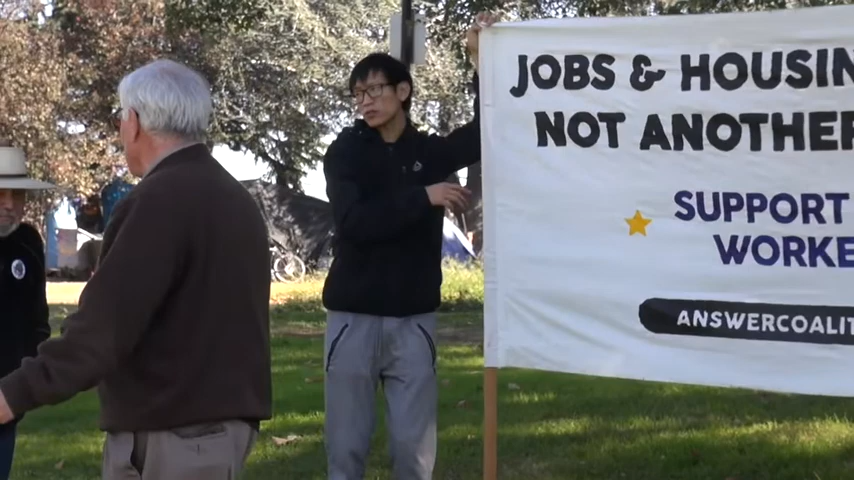 JOBS & HOUSIN
NOT ANOTHER
SUPPORT
WORKE
ANSWERCOALIT